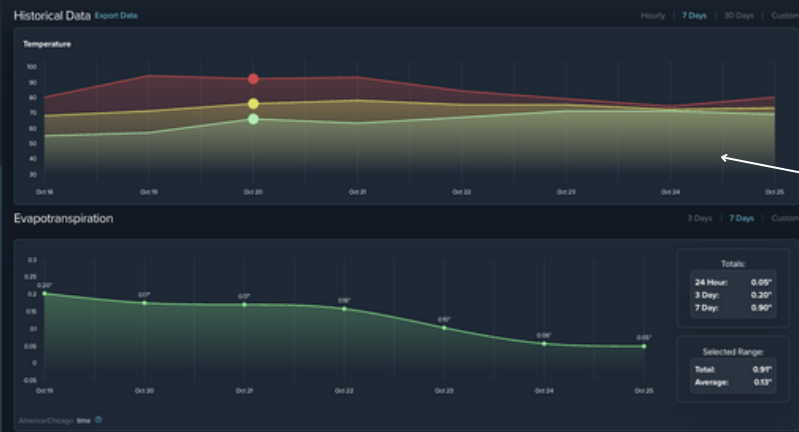 Historical Data Export Data
Hourly | 7 Days | 30 Days | Custom
Temperature
100
90
80
70
60
50
40
30
Oct 18 Oct 19 Oct 20 Oct 21 Oct 22 Oct 23 Oct 24 Oct 25
Evapotranspiration
3 Days | 7 Days | Custom
0.3
0.25
0.2
0.15
0.1
0.05
0
-0.05
0.20" 0.17" 0.17" 0.16" 0.10" 0.06" 0.05"
Oct 19 Oct 20 Oct 21 Oct 22 Oct 23 Oct 24 Oct 25
Totals:
24 Hour: 0.05"
3 Day: 0.20"
7 Day: 0.90"
Selected Range:
Total: 0.91"
Average: 0.13"
America/Chicago time